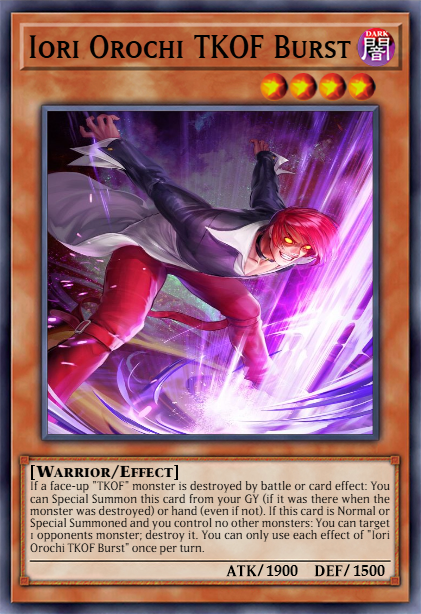 Iori Orochi TKOF Burst
DARK
闇
[Warrior/Effect]
If a face-up "TKOF" monster is destroyed by battle or card effect: You
can Special Summon this card from your GY (if it was there when the
monster was destroyed) or hand (even if not). If this card is Normal or
Special Summoned and you control no other monsters: You can target
1 opponents monster; destroy it. You can only use each effect of "Iori
Orochi TKOF Burst" once per turn.
ATK/1900 DEF/1500